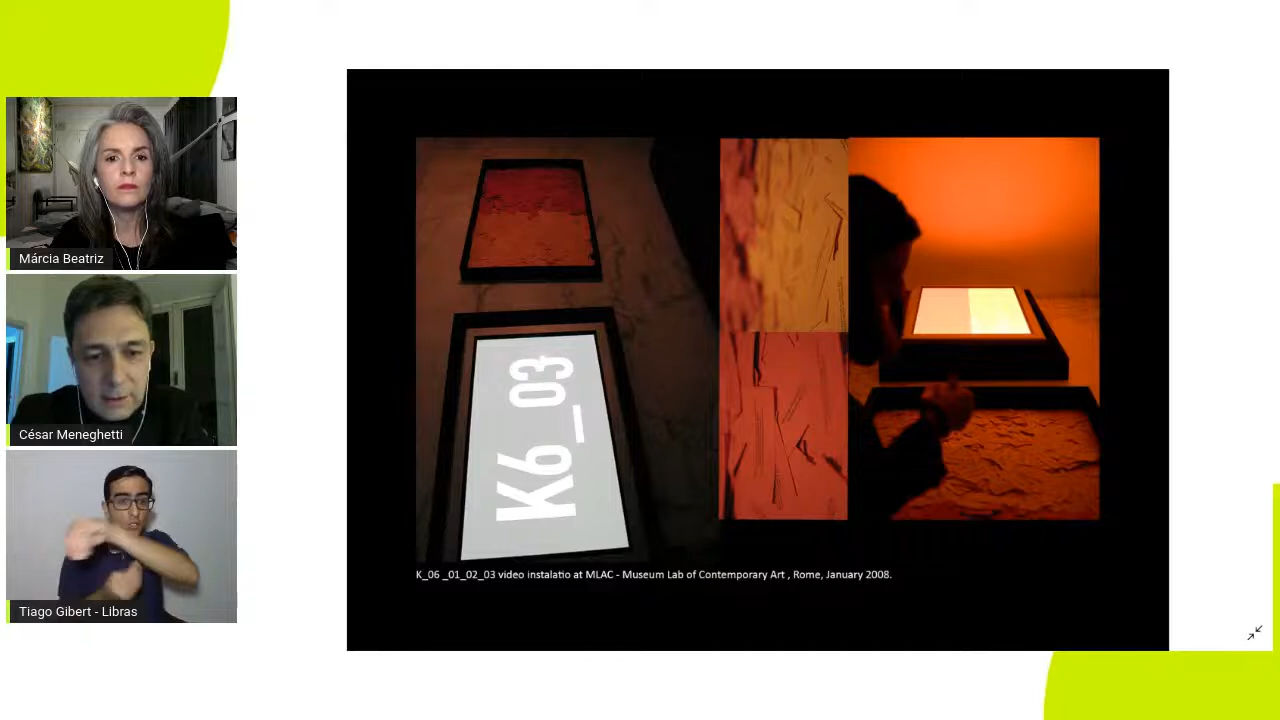 Márcia Beatriz
César Meneghetti
Tiago Gibert - Libras
K6_03
K_06 _01_02_03 video instalatio at MLAC - Museum Lab of Contemporary Art , Rome, January 2008.